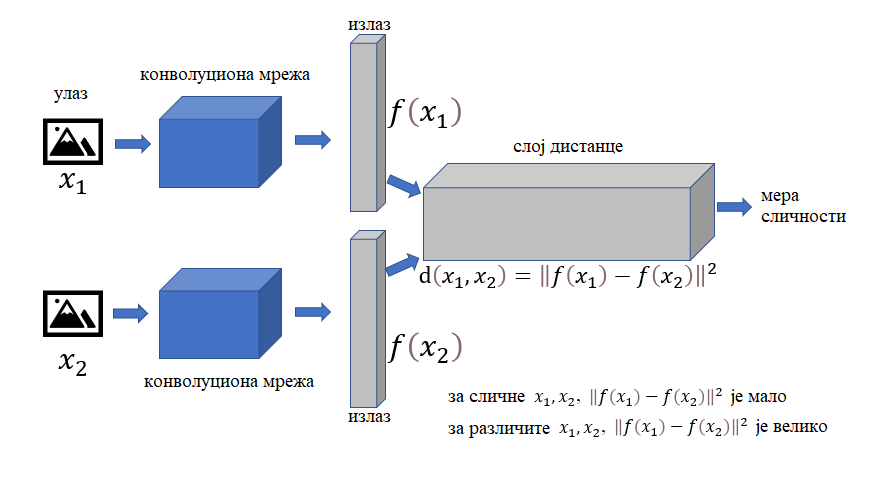 излаз
конволуциона мрежа
улаз
f(x₁)
x₁
слој дистанце
мера
сличности
d(x₁, x₂) = ‖f(x₁) − f(x₂)‖²
x₂
f(x₂)
конволуциона мрежа
излаз
за сличне x₁, x₂, ‖f(x₁) − f(x₂)‖² је мало
за различите x₁, x₂, ‖f(x₁) − f(x₂)‖² је велико